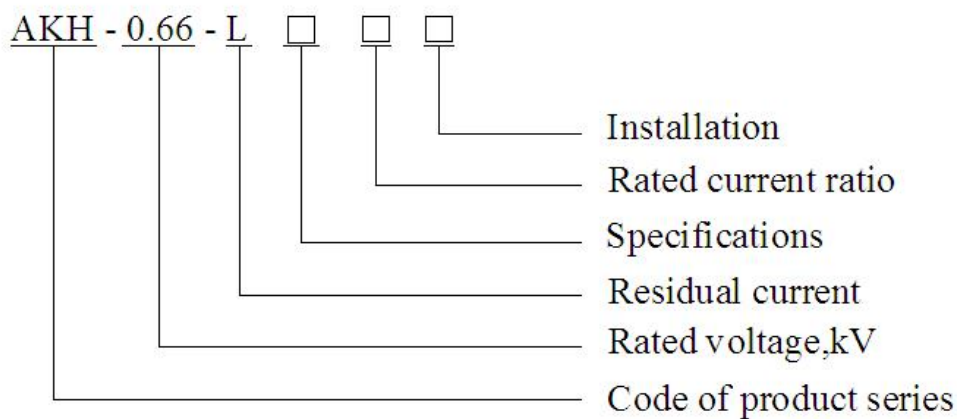 AKH - 0.66 - L □ □ □
Installation
Rated current ratio
Specifications
Residual current
Rated voltage,kV
Code of product series